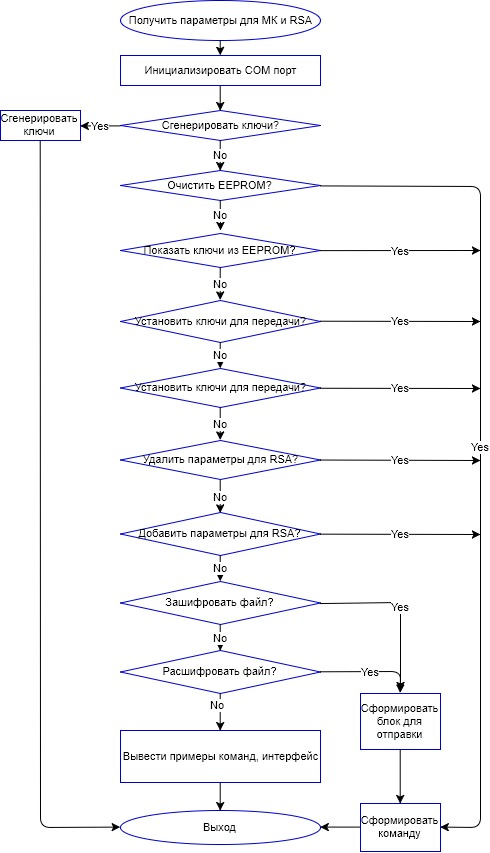 Получить параметры для МК и RSA
Инициализировать COM порт
Сгенерировать
ключи
Yes
Сгенерировать ключи?
No
Очистить EEPROM?
No
Показать ключи из EEPROM?
Yes
No
Установить ключи для передачи?
Yes
No
Установить ключи для передачи?
Yes
No
Yes
Удалить параметры для RSA?
Yes
No
Добавить параметры для RSA?
Yes
No
Зашифровать файл?
Yes
No
Расшифровать файл?
Yes
No
Сформировать
блок для
отправки
Вывести примеры команд, интерфейс
Выход
Сформировать
команду